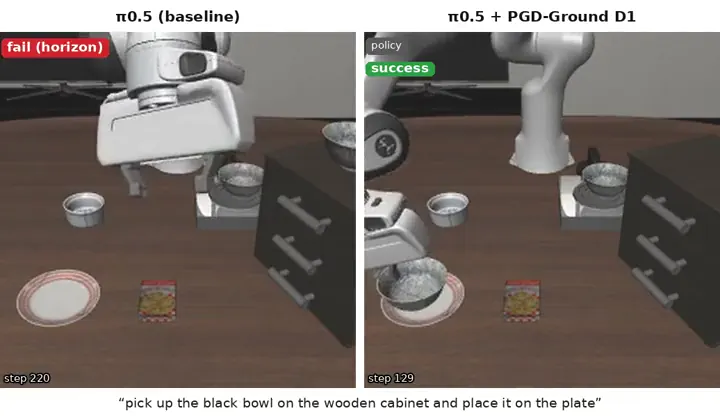 π0.5 (baseline)
π0.5 + PGD-Ground D1
fail (horizon)
policy
success
step 220
step 129
“pick up the black bowl on the wooden cabinet and place it on the plate”